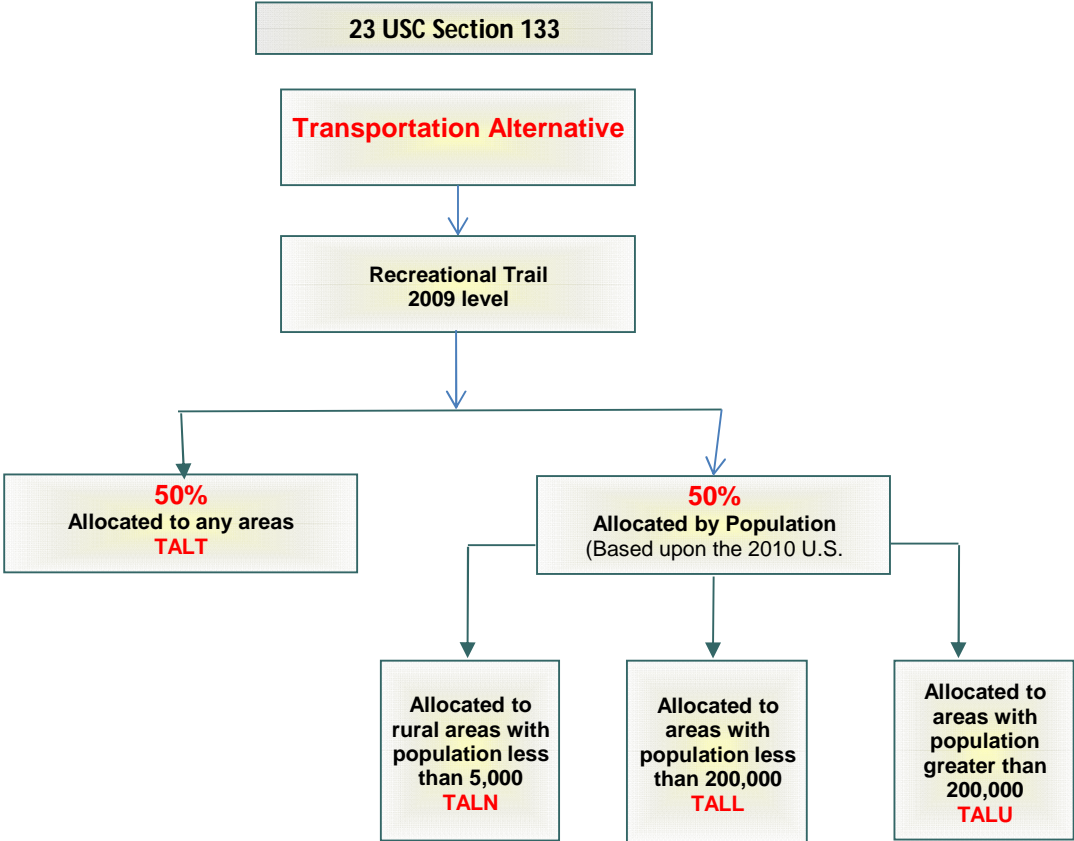 23 USC Section 133
Transportation Alternative
Recreational Trail
2009 level
50%
Allocated to any areas
TALT
50%
Allocated by Population
(Based upon the 2010 U.S.
Allocated to
rural areas with
population less
than 5,000
TALN
Allocated to
areas with
population less
than 200,000
TALL
Allocated to
areas with
population
greater than
200,000
TALU